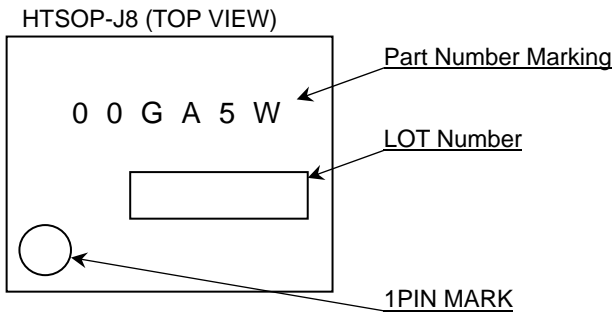 HTSOP-J8 (TOP VIEW)
Part Number Marking
0 0 G A 5 W
LOT Number
1PIN MARK